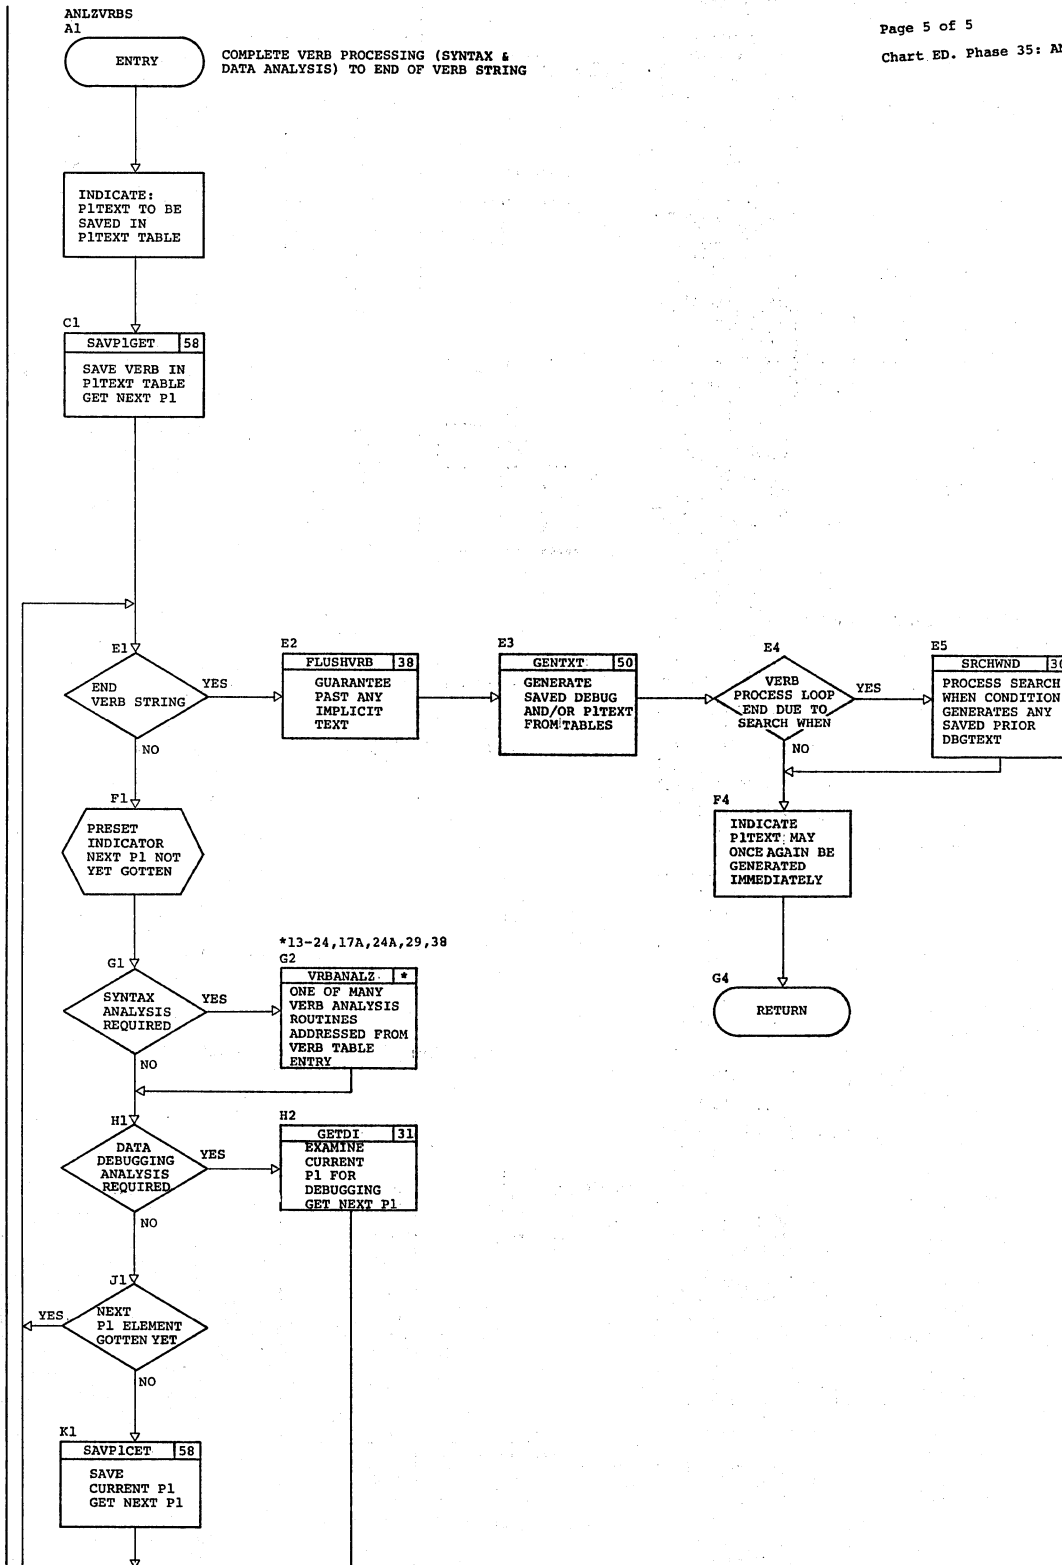 ANLZVRBS
A1
ENTRY
COMPLETE VERB PROCESSING (SYNTAX &
DATA ANALYSIS) TO END OF VERB STRING
Page 5 of 5
Chart ED. Phase 35:
INDICATE:
P1TEXT TO BE
SAVED IN
P1TEXT TABLE
C1
SAVP1GET 58
SAVE VERB IN
P1TEXT TABLE
GET NEXT P1
E1
END
VERB STRING
YES
NO
E2
FLUSHVRB 38
GUARANTEE
PAST ANY
IMPLICIT
TEXT
E3
GENTXT 50
GENERATE
SAVED DEBUG
AND/OR P1TEXT
FROM TABLES
E4
VERB
PROCESS LOOP
END DUE TO
SEARCH WHEN
YES
NO
E5
SRCHWND
PROCESS SEARCH
WHEN CONDITION
GENERATES ANY
SAVED PRIOR
DBGTEXT
F1
PRESET
INDICATOR
NEXT P1 NOT
YET GOTTEN
F4
INDICATE
P1TEXT MAY
ONCE AGAIN BE
GENERATED
IMMEDIATELY
G1
SYNTAX
ANALYSIS
REQUIRED
YES
NO
*13-24,17A,24A,29,38
G2
VRBANALZ *
ONE OF MANY
VERB ANALYSIS
ROUTINES
ADDRESSED FROM
VERB TABLE
ENTRY
G4
RETURN
H1
DATA
DEBUGGING
ANALYSIS
REQUIRED
YES
NO
H2
GETDI 31
EXAMINE
CURRENT
P1 FOR
DEBUGGING
GET NEXT P1
J1
NEXT
P1 ELEMENT
GOTTEN YET
YES
NO
K1
SAVP1CET 58
SAVE
CURRENT P1
GET NEXT P1